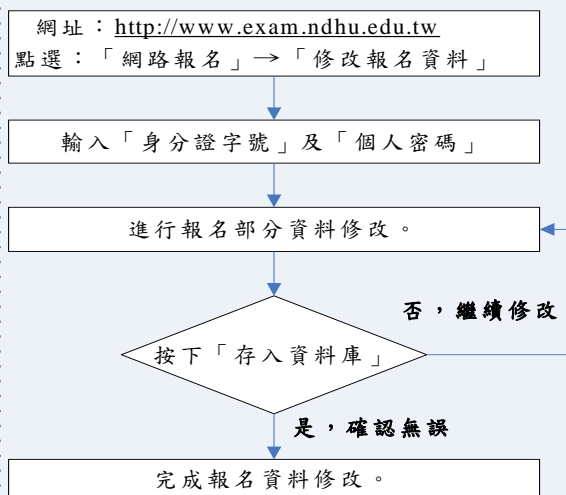 網址：http://www.exam.ndhu.edu.tw
點選：「網路報名」→「修改報名資料」
輸入「身分證字號」及「個人密碼」
進行報名部分資料修改。
否，繼續修改
按下「存入資料庫」
是，確認無誤
完成報名資料修改。